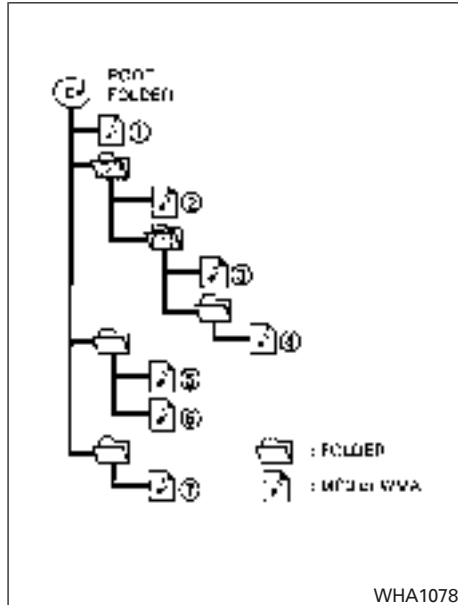 ROOT
FOLDER
①
②
③
④
⑤
⑥
⑦
: FOLDER
: MP3 or WMA
WHA1078